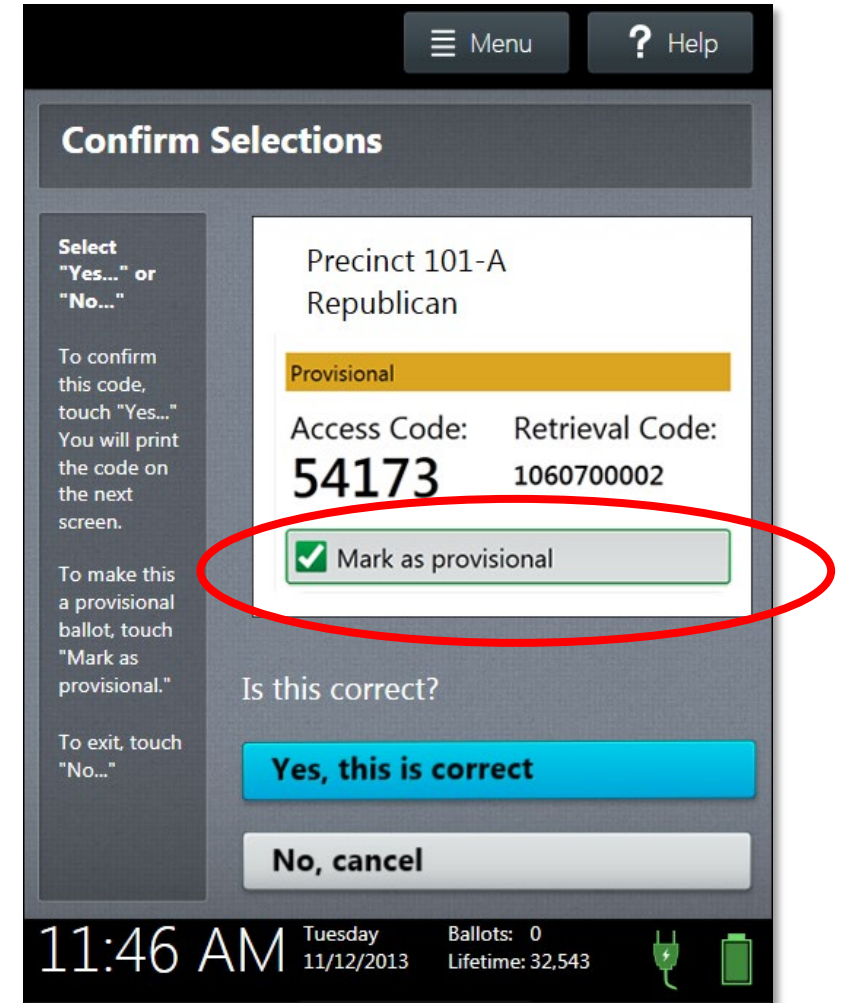 Menu
? Help
Confirm Selections
Select
"Yes..." or
"No..."
To confirm
this code,
touch "Yes..."
You will print
the code on
the next
screen.
To make this
a provisional
ballot, touch
"Mark as
provisional."
To exit, touch
"No..."
Precinct 101-A
Republican
Provisional
Access Code: Retrieval Code:
54173 1060700002
Mark as provisional
Is this correct?
Yes, this is correct
No, cancel
11:46 AM
Tuesday
11/12/2013
Ballots: 0
Lifetime: 32,543